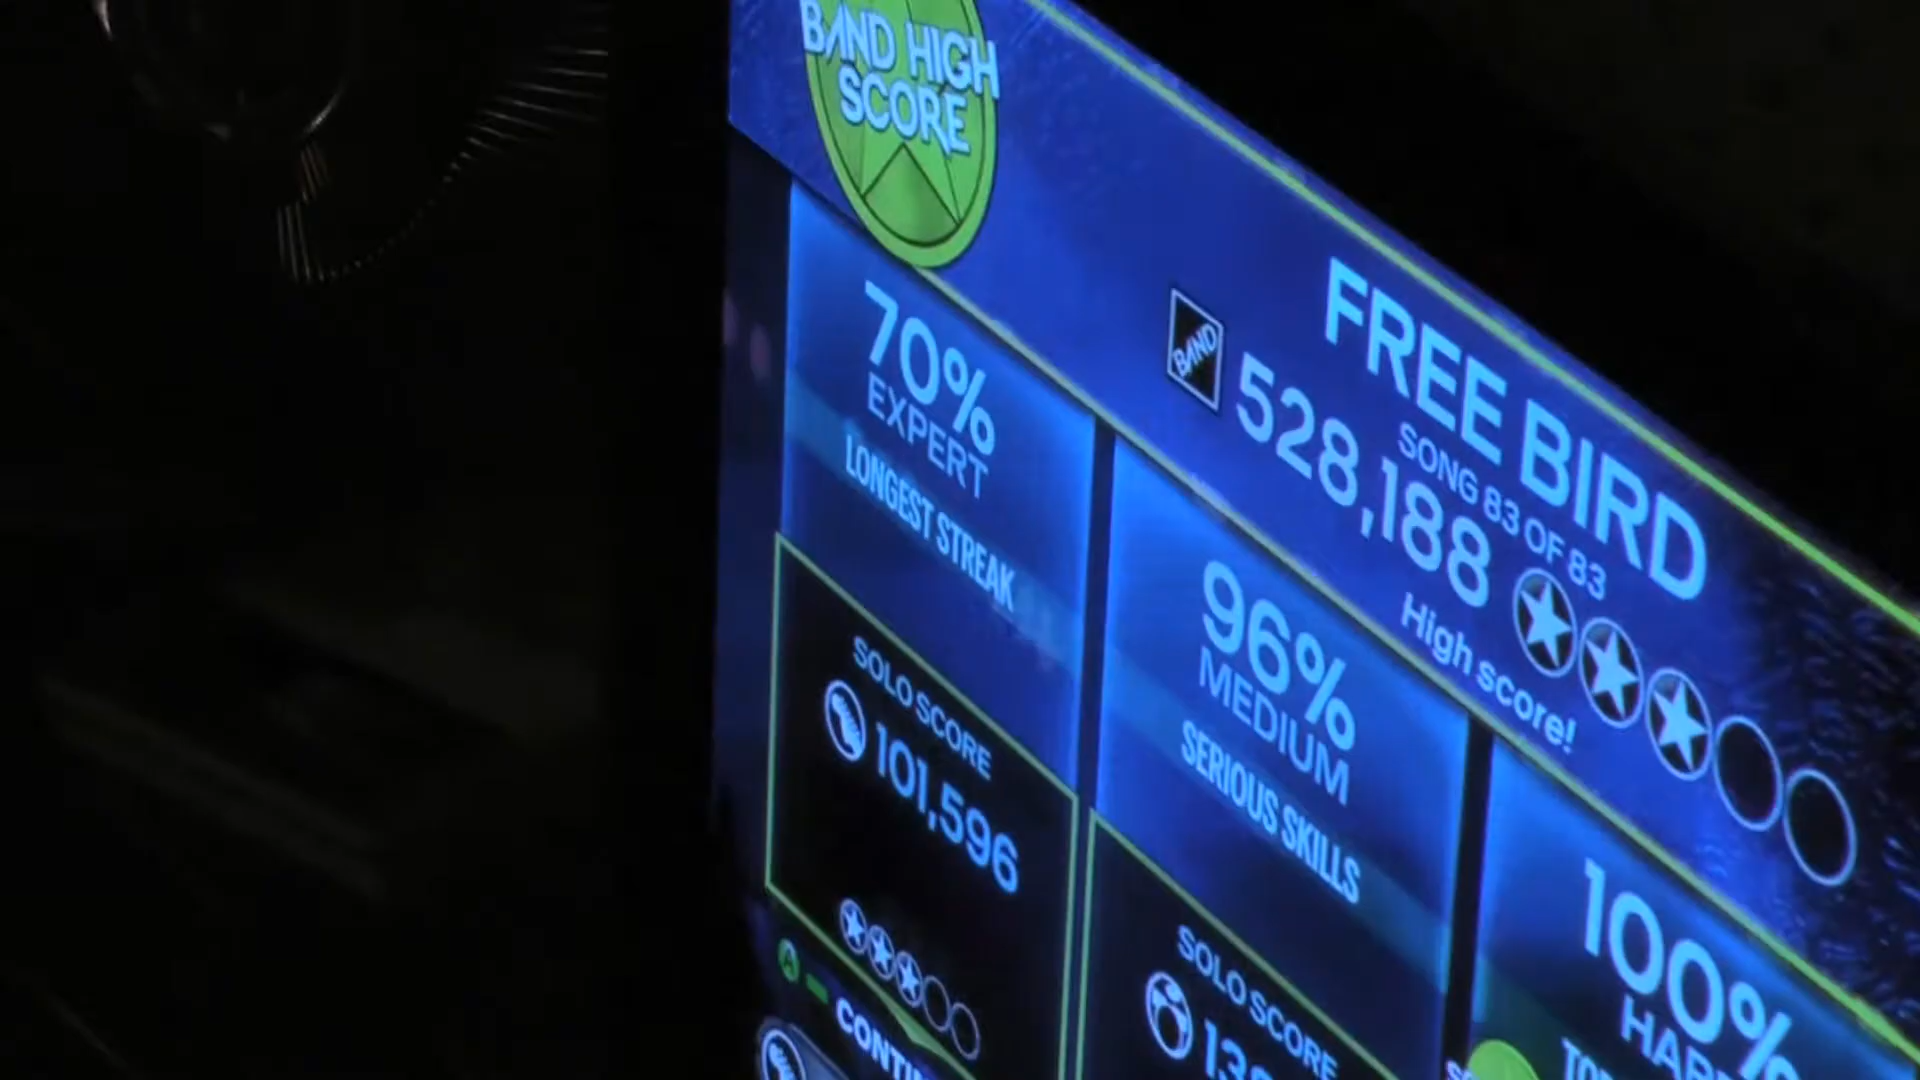 BAND HIGH
SCORE
FREE BIRD
SONG 83 OF 83
BAND
528,188
High score!
70%
EXPERT
LONGEST STREAK
SOLO SCORE
101,596
A
96%
MEDIUM
SERIOUS SKILLS
SOLO SCORE
100%